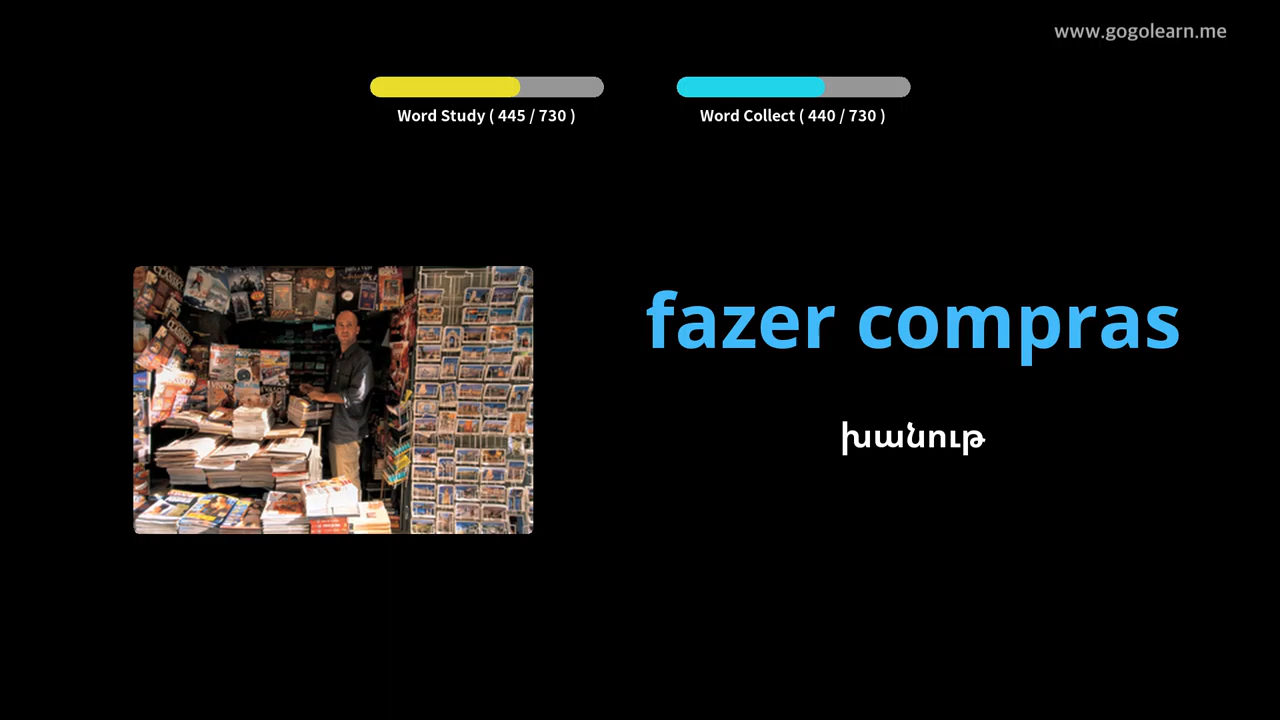 www.gogolearn.me
Word Study ( 445 / 730 )
Word Collect ( 440 / 730 )
fazer compras
խանութ